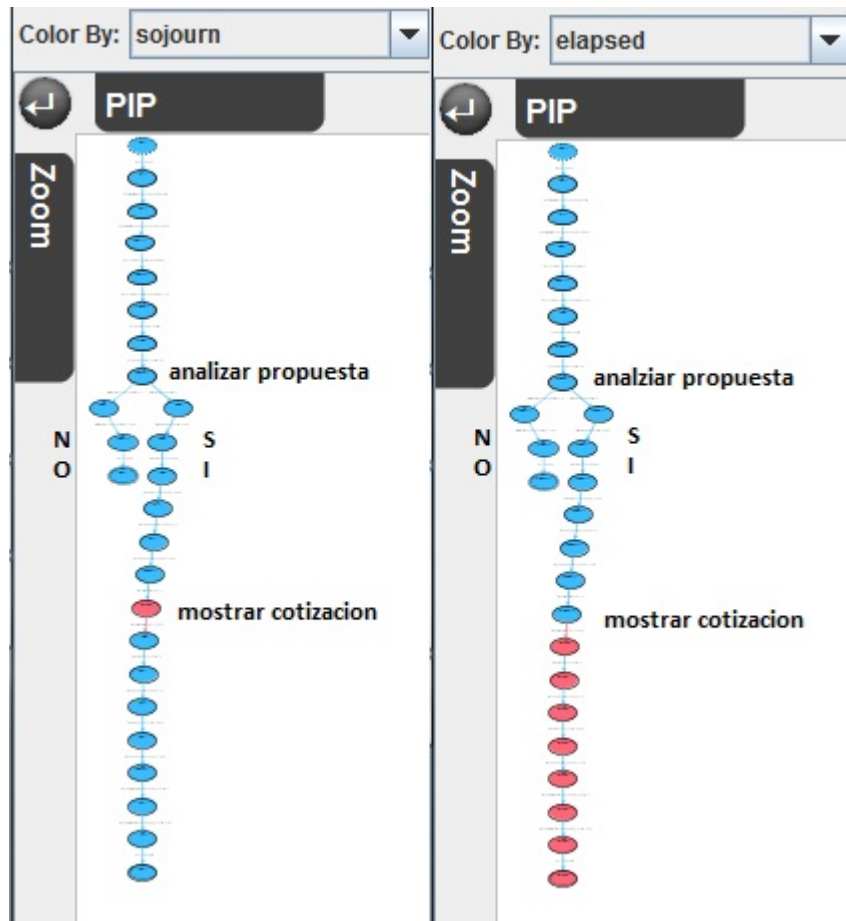 Color By: sojourn
PIP
Zoom
analizar propuesta
N S
O I
mostrar cotizacion
Color By: elapsed
PIP
Zoom
analziar propuesta
N S
O I
mostrar cotizacion